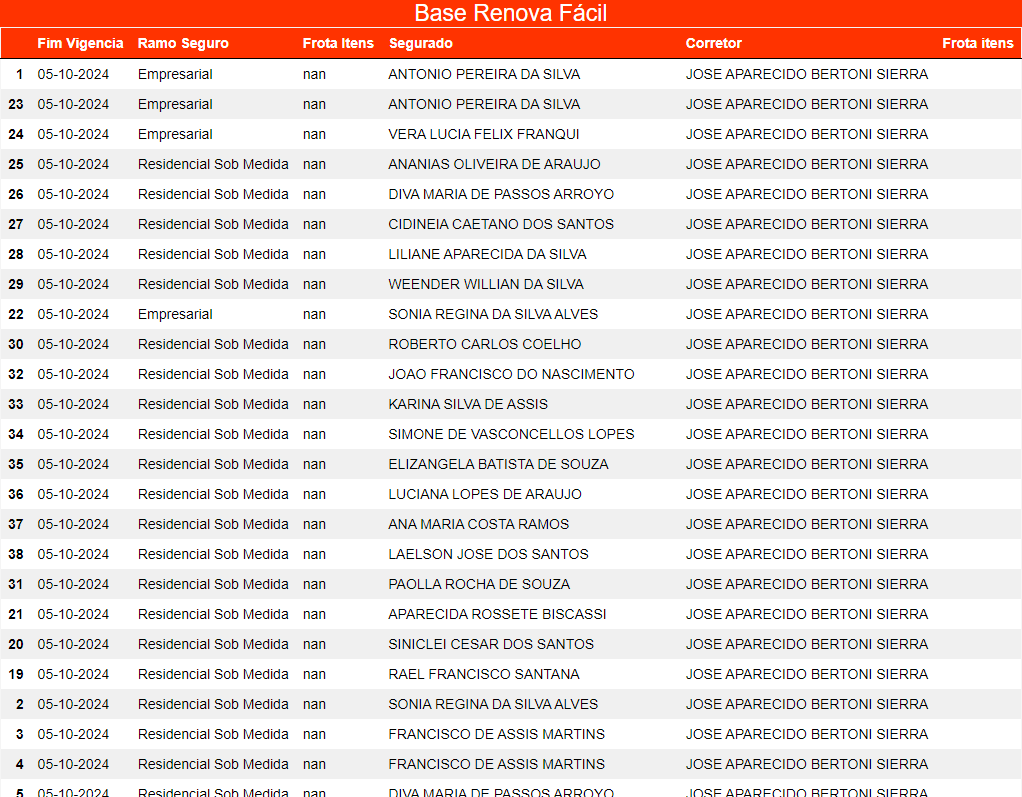 Base Renova Fácil
Fim Vigencia Ramo Seguro Frota Itens Segurado Corretor Frota itens
1 05-10-2024 Empresarial nan ANTONIO PEREIRA DA SILVA JOSE APARECIDO BERTONI SIERRA
23 05-10-2024 Empresarial nan ANTONIO PEREIRA DA SILVA JOSE APARECIDO BERTONI SIERRA
24 05-10-2024 Empresarial nan VERA LUCIA FELIX FRANQUI JOSE APARECIDO BERTONI SIERRA
25 05-10-2024 Residencial Sob Medida nan ANANIAS OLIVEIRA DE ARAUJO JOSE APARECIDO BERTONI SIERRA
26 05-10-2024 Residencial Sob Medida nan DIVA MARIA DE PASSOS ARROYO JOSE APARECIDO BERTONI SIERRA
27 05-10-2024 Residencial Sob Medida nan CIDINEIA CAETANO DOS SANTOS JOSE APARECIDO BERTONI SIERRA
28 05-10-2024 Residencial Sob Medida nan LILIANE APARECIDA DA SILVA JOSE APARECIDO BERTONI SIERRA
29 05-10-2024 Residencial Sob Medida nan WEENDER WILLIAN DA SILVA JOSE APARECIDO BERTONI SIERRA
22 05-10-2024 Empresarial nan SONIA REGINA DA SILVA ALVES JOSE APARECIDO BERTONI SIERRA
30 05-10-2024 Residencial Sob Medida nan ROBERTO CARLOS COELHO JOSE APARECIDO BERTONI SIERRA
32 05-10-2024 Residencial Sob Medida nan JOAO FRANCISCO DO NASCIMENTO JOSE APARECIDO BERTONI SIERRA
33 05-10-2024 Residencial Sob Medida nan KARINA SILVA DE ASSIS JOSE APARECIDO BERTONI SIERRA
34 05-10-2024 Residencial Sob Medida nan SIMONE DE VASCONCELLOS LOPES JOSE APARECIDO BERTONI SIERRA
35 05-10-2024 Residencial Sob Medida nan ELIZANGELA BATISTA DE SOUZA JOSE APARECIDO BERTONI SIERRA
36 05-10-2024 Residencial Sob Medida nan LUCIANA LOPES DE ARAUJO JOSE APARECIDO BERTONI SIERRA
37 05-10-2024 Residencial Sob Medida nan ANA MARIA COSTA RAMOS JOSE APARECIDO BERTONI SIERRA
38 05-10-2024 Residencial Sob Medida nan LAELSON JOSE DOS SANTOS JOSE APARECIDO BERTONI SIERRA
31 05-10-2024 Residencial Sob Medida nan PAOLLA ROCHA DE SOUZA JOSE APARECIDO BERTONI SIERRA
21 05-10-2024 Residencial Sob Medida nan APARECIDA ROSSETE BISCASSI JOSE APARECIDO BERTONI SIERRA
20 05-10-2024 Residencial Sob Medida nan SINICLEI CESAR DOS SANTOS JOSE APARECIDO BERTONI SIERRA
19 05-10-2024 Residencial Sob Medida nan RAEL FRANCISCO SANTANA JOSE APARECIDO BERTONI SIERRA
2 05-10-2024 Residencial Sob Medida nan SONIA REGINA DA SILVA ALVES JOSE APARECIDO BERTONI SIERRA
3 05-10-2024 Residencial Sob Medida nan FRANCISCO DE ASSIS MARTINS JOSE APARECIDO BERTONI SIERRA
4 05-10-2024 Residencial Sob Medida nan FRANCISCO DE ASSIS MARTINS JOSE APARECIDO BERTONI SIERRA
5 05-10-2024 Residencial Sob Medida nan DIVA MARIA DE PASSOS ARROYO JOSE APARECIDO BERTONI SIERRA